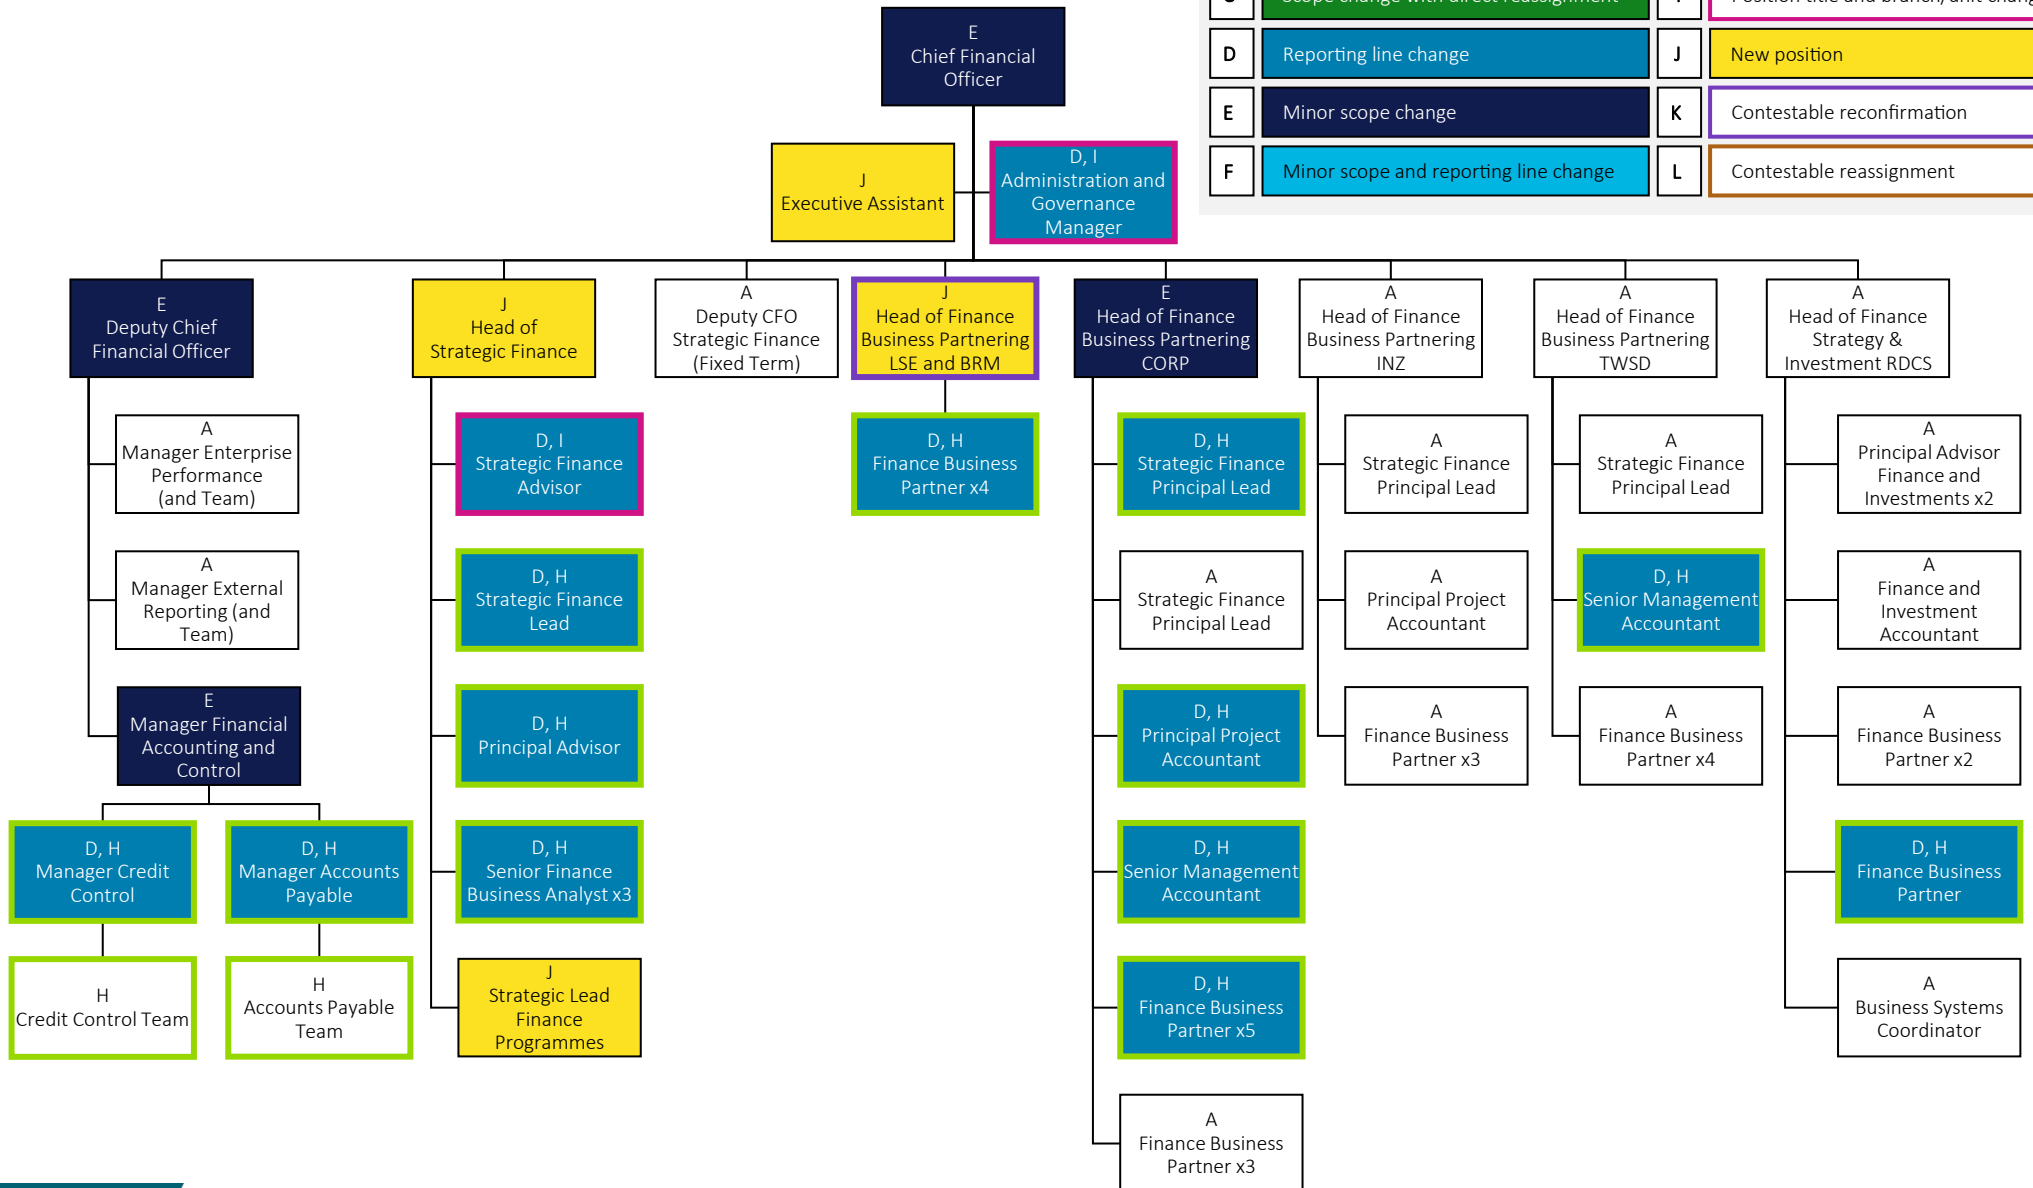 E
Chief Financial
Officer
D
Reporting line change
J
New position
E
Minor scope change
K
Contestable reconfirmation
F
Minor scope and reporting line change
L
Contestable reassignment
J
Executive Assistant
D, I
Administration and
Governance
Manager
E
Deputy Chief
Financial Officer
J
Head of
Strategic Finance
A
Deputy CFO
Strategic Finance
(Fixed Term)
J
Head of Finance
Business Partnering
LSE and BRM
E
Head of Finance
Business Partnering
CORP
A
Head of Finance
Business Partnering
INZ
A
Head of Finance
Business Partnering
TWSD
A
Head of Finance
Strategy &
Investment RDCS
A
Manager Enterprise
Performance
(and Team)
D, I
Strategic Finance
Advisor
D, H
Finance Business
Partner x4
D, H
Strategic Finance
Principal Lead
A
Strategic Finance
Principal Lead
A
Strategic Finance
Principal Lead
A
Principal Advisor
Finance and
Investments x2
A
Manager External
Reporting (and
Team)
D, H
Strategic Finance
Lead
A
Strategic Finance
Principal Lead
A
Principal Project
Accountant
D, H
Senior Management
Accountant
A
Finance and
Investment
Accountant
E
Manager Financial
Accounting and
Control
D, H
Principal Advisor
D, H
Principal Project
Accountant
A
Finance Business
Partner x3
A
Finance Business
Partner x4
A
Finance Business
Partner x2
D, H
Manager Credit
Control
D, H
Manager Accounts
Payable
D, H
Senior Finance
Business Analyst x3
D, H
Senior Management
Accountant
D, H
Finance Business
Partner
H
Credit Control Team
H
Accounts Payable
Team
J
Strategic Lead
Finance
Programmes
D, H
Finance Business
Partner x5
A
Business Systems
Coordinator
A
Finance Business
Partner x3